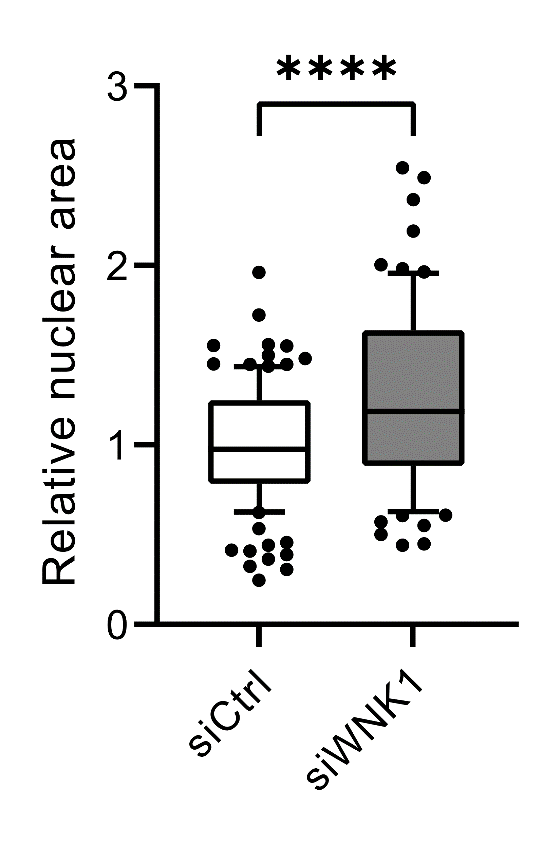 ****
3
2
1
0
Relative nuclear area
siCtrl
siWNK1